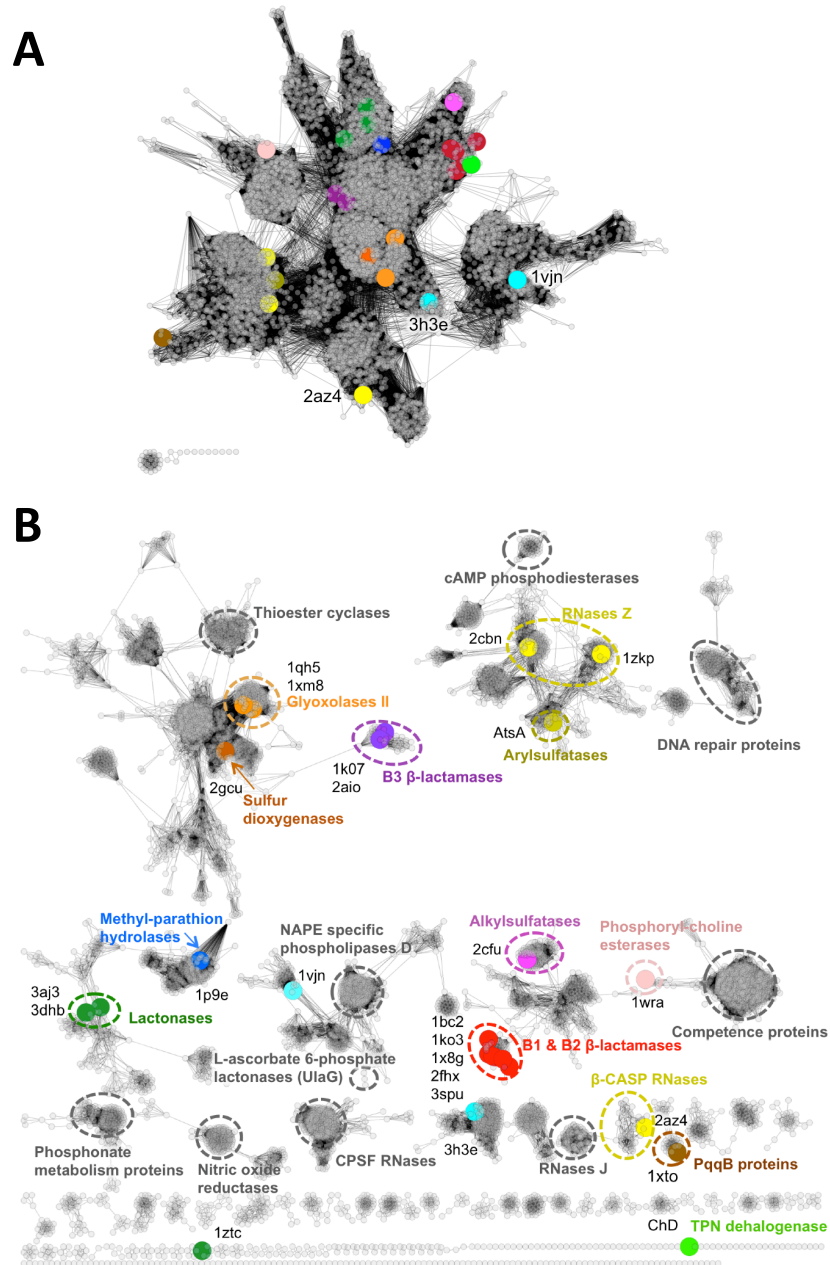 A
1vjn
3h3e
2az4
B
cAMP phosphodiesterases
Thioester cyclases
RNases Z
2cbn
1zkp
1qh5
1xm8
Glyoxolases II
AtsA
Arylsulfatases
DNA repair proteins
1k07
2aio
B3 β-lactamases
2gcu
Sulfur
dioxygenases
Methyl-parathion
hydrolases
NAPE specific
phospholipases D
Alkylsulfatases
2cfu
Phosphoryl-choline
esterases
1vjn
1p9e
1wra
3aj3
3dhb
Lactonases
Competence proteins
1bc2
1ko3
1x8g
2fhx
3spu
B1 & B2 β-lactamases
L-ascorbate 6-phosphate
lactonases (UlaG)
β-CASP RNases
2az4
Phosphonate
metabolism proteins
Nitric oxide
reductases
CPSF RNases
3h3e
RNases J
PqqB proteins
1xto
1ztc
ChD
TPN dehalogenase